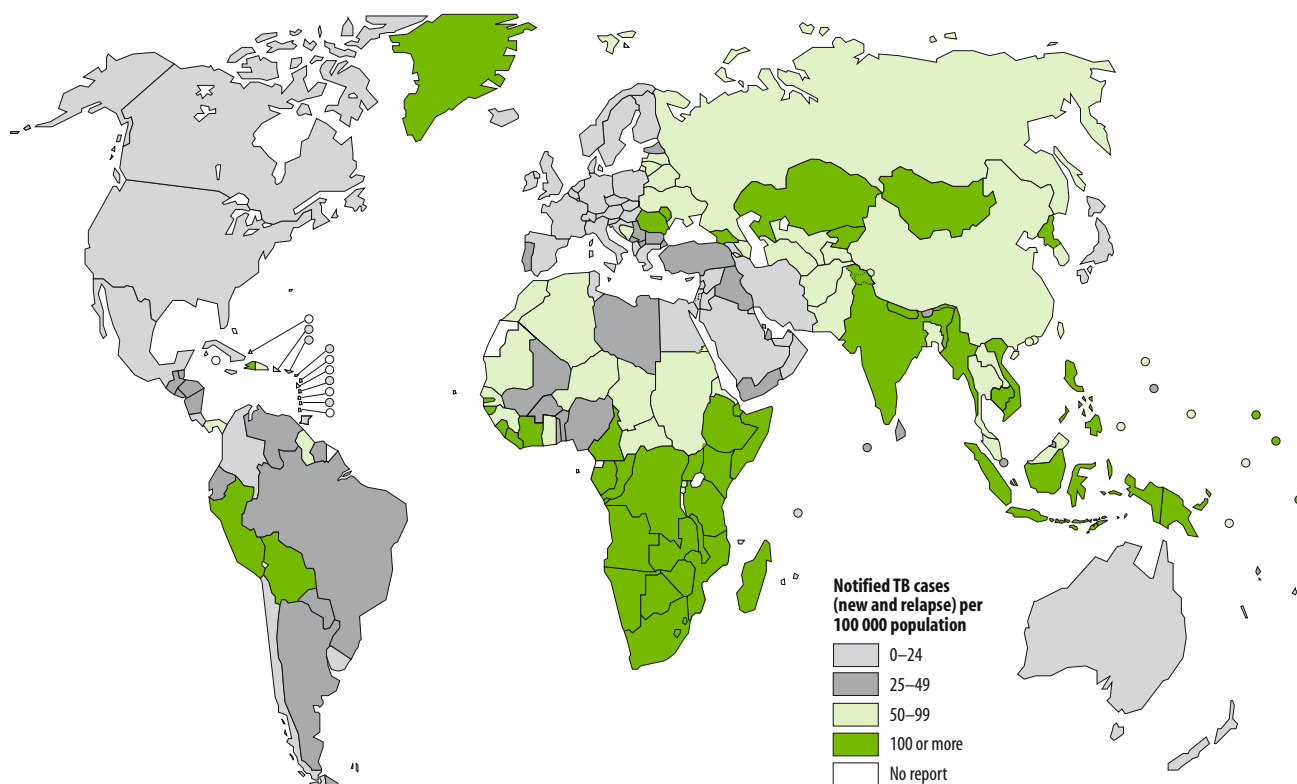 Notified TB cases
(new and relapse) per
100 000 population
0–24
25–49
50–99
100 or more
No report